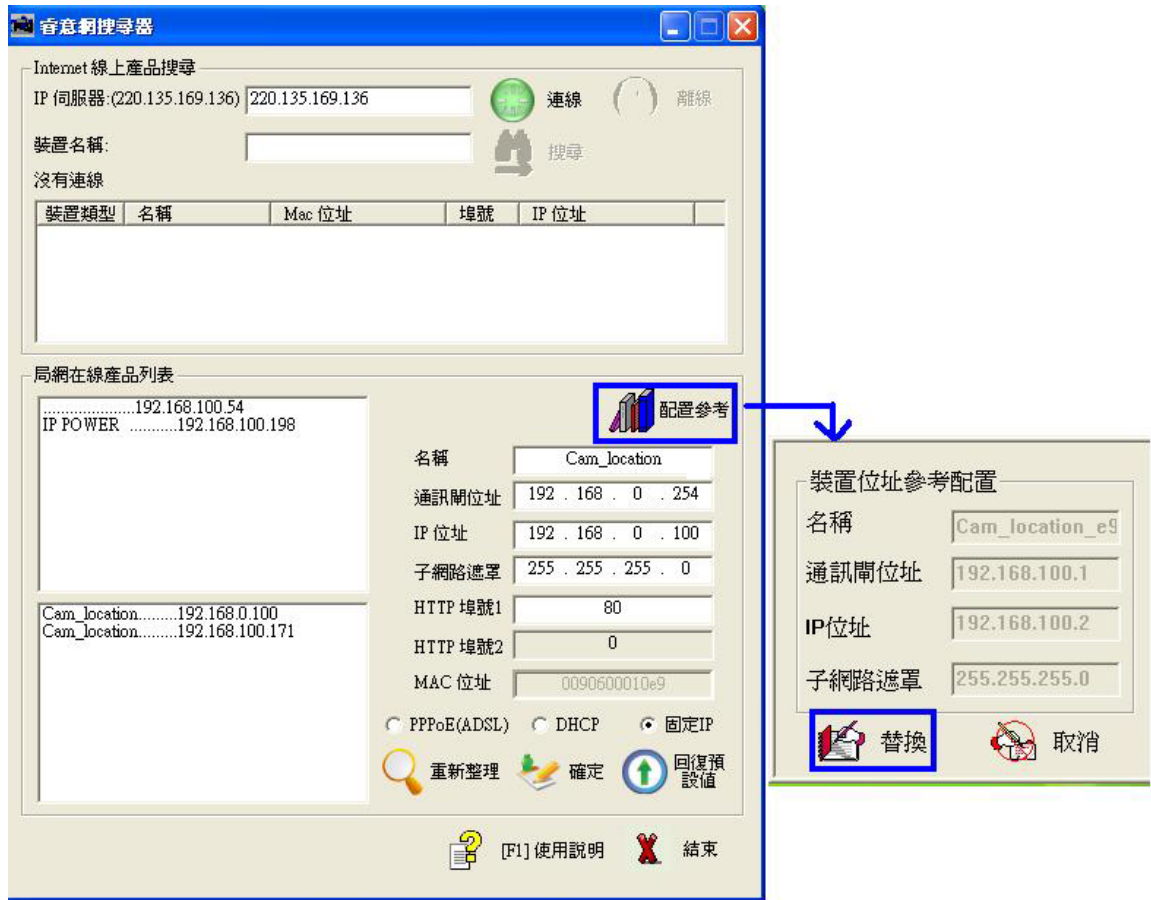 睿意網搜尋器
Internet 線上產品搜尋
IP 伺服器:(220.135.169.136) 220.135.169.136 連線 離線
裝置名稱: 搜尋
沒有連線
裝置類型 名稱 Mac 位址 埠號 IP 位址
局網在線產品列表
.....................192.168.100.54
IP POWER ..........192.168.100.198
配置參考
名稱 Cam_location
通訊閘位址 192 . 168 . 0 . 254
IP 位址 192 . 168 . 0 . 100
子網路遮罩 255 . 255 . 255 . 0
Cam_location.........192.168.0.100
Cam_location.........192.168.100.171
HTTP 埠號1 80
HTTP 埠號2 0
MAC 位址 0090600010e9
PPPoE(ADSL) DHCP 固定IP
重新整理 確定 回復預
設值
[F1] 使用說明 結束
裝置位址參考配置
名稱 Cam_location_e9
通訊閘位址 192.168.100.1
IP位址 192.168.100.2
子網路遮罩 255.255.255.0
替換 取消